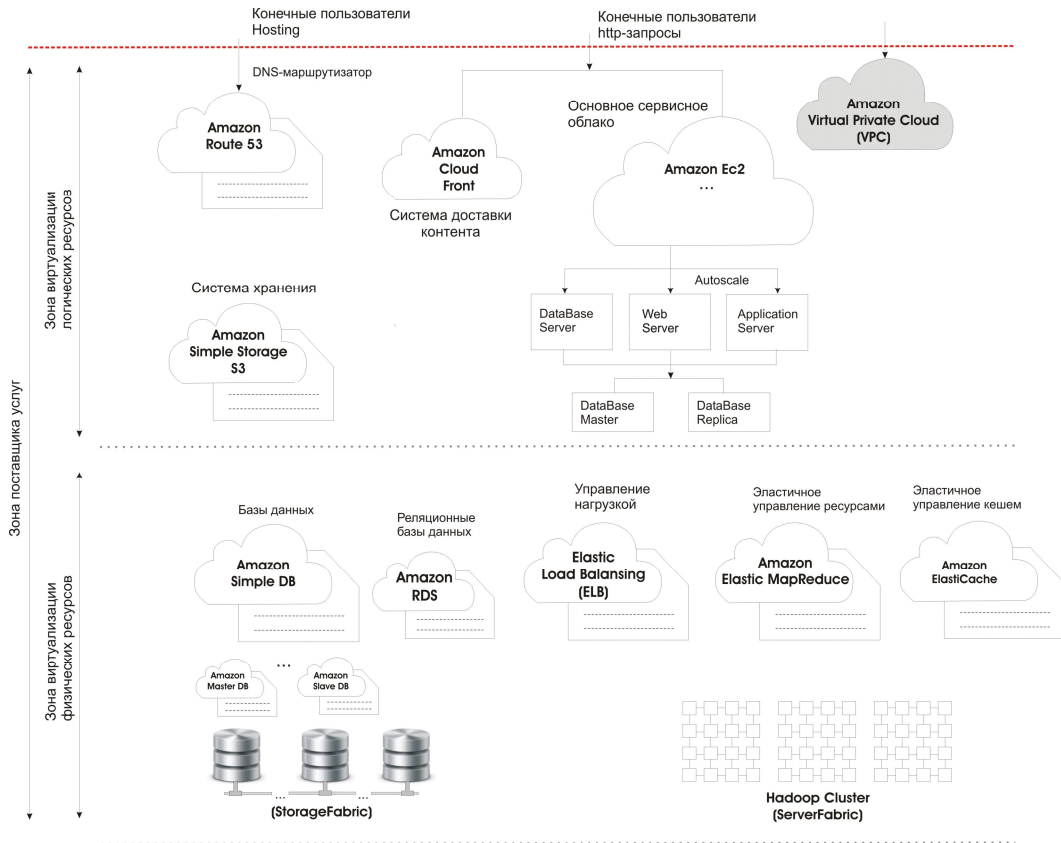 Конечные пользователи
Hosting
Конечные пользователи
http-запросы
DNS-маршрутизатор
Amazon
Route 53
Amazon
Cloud
Front
Система доставки
контента
Основное сервисное
облако
Amazon Ec2
...
Amazon
Virtual Private Cloud
(VPC)
Autoscale
DataBase
Server
Web
Server
Application
Server
DataBase
Master
DataBase
Replica
Система хранения
Amazon
Simple Storage
S3
Зона поставщика услуг
Зона виртуализации
логических ресурсов
Зона виртуализации
физических ресурсов
Базы данных
Amazon
Simple DB
Реляционные
базы данных
Amazon
RDS
Управление
нагрузкой
Elastic
Load Balansing
(ELB)
Эластичное
управление ресурсами
Amazon
Elastic MapReduce
Эластичное
управление кешем
Amazon
ElastiCache
...
Amazon
Master DB
Amazon
Slave DB
...
...
(StorageFabric)
Hadoop Cluster
(ServerFabric)